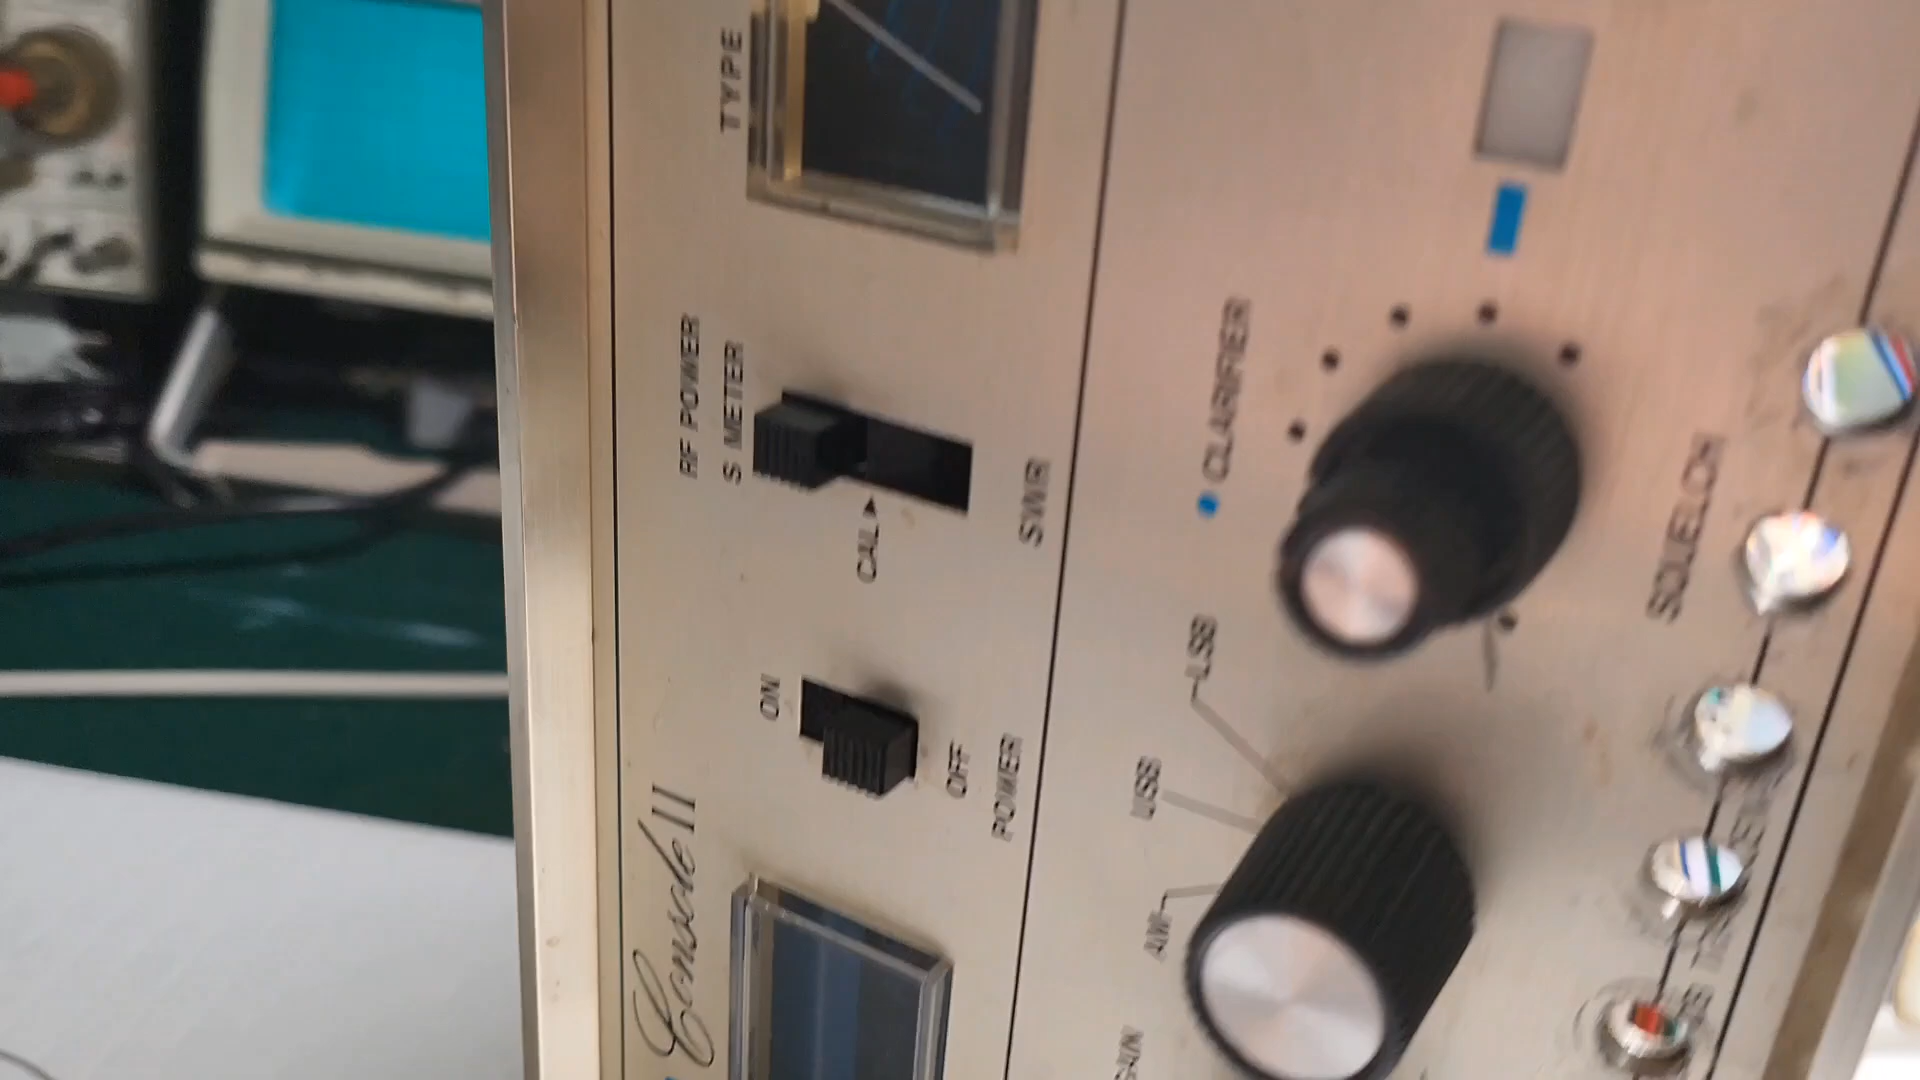 TYPE
RF POWER
S METER
CAL
SWR
ON
OFF
POWER
Console II
CLARIFIER
SQUELCH
LSB
USB
AM